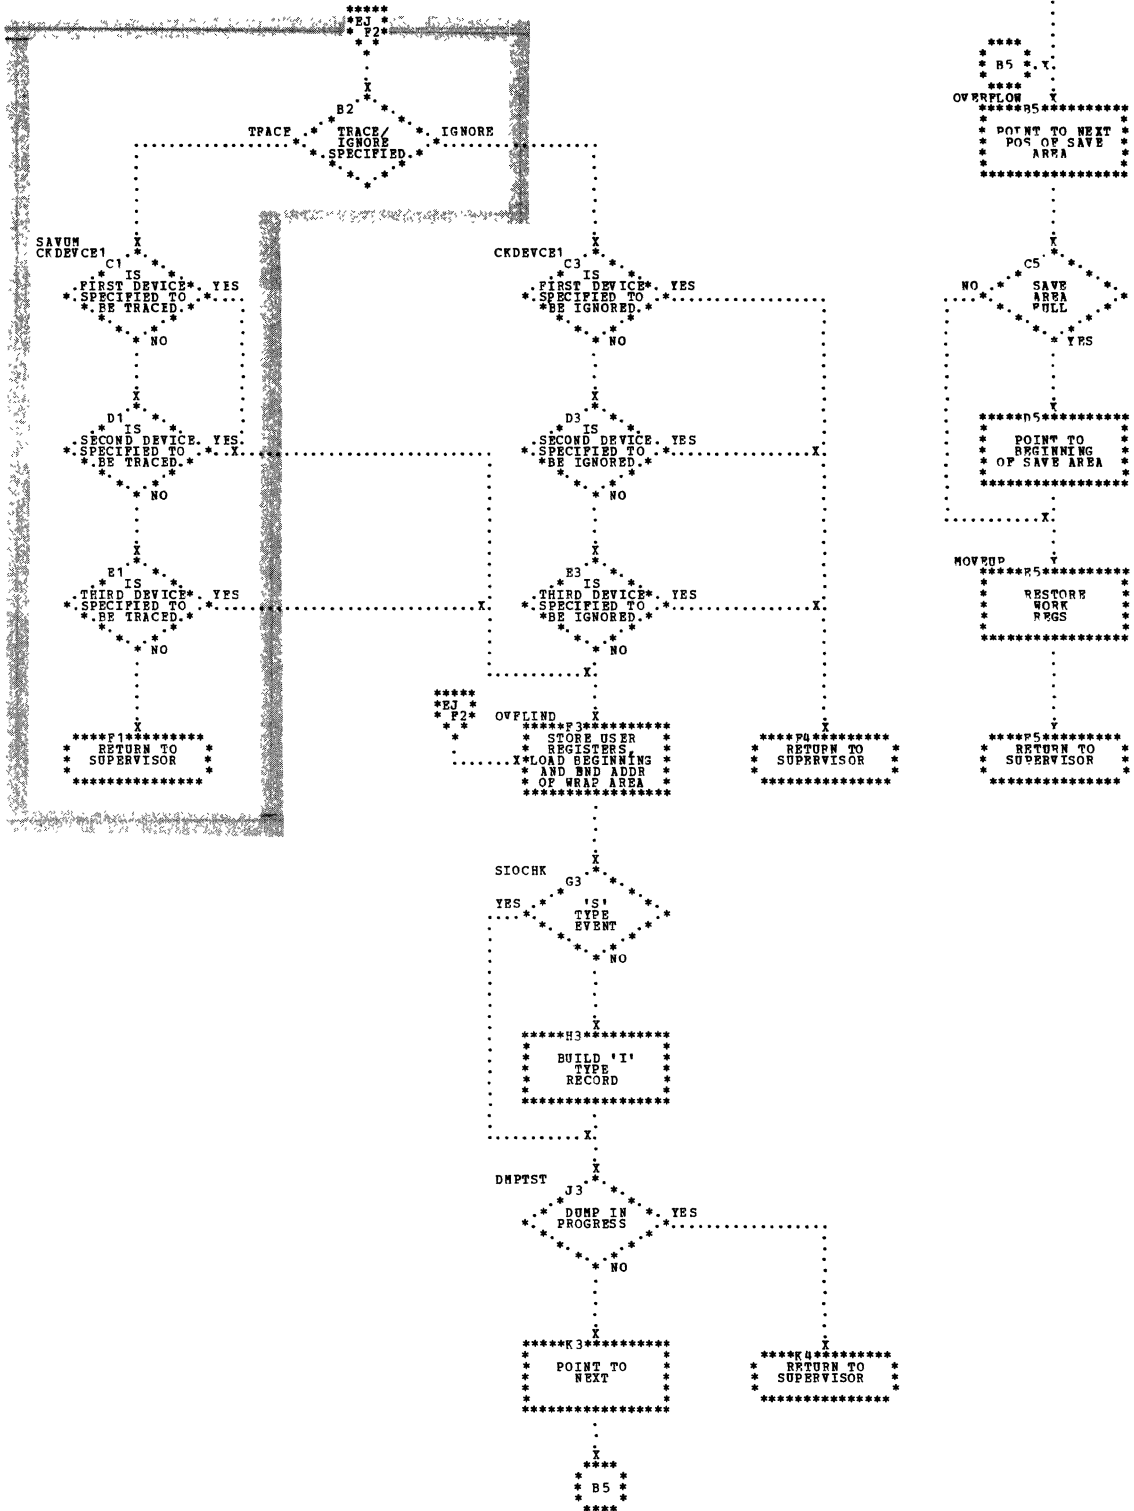 EJ
F2
B2
TRACE
TRACE/
IGNORE
SPECIFIED
IGNORE
SAVUM
CKDEVCE1
C1
IS
FIRST DEVICE
SPECIFIED TO
BE TRACED
YES
NO
D1
IS
SECOND DEVICE
SPECIFIED TO
BE TRACED
YES
NO
E1
IS
THIRD DEVICE
SPECIFIED TO
BE TRACED
YES
NO
F1
RETURN TO
SUPERVISOR
CKDEVCE1
C3
IS
FIRST DEVICE
SPECIFIED TO
BE IGNORED
YES
NO
D3
IS
SECOND DEVICE
SPECIFIED TO
BE IGNORED
YES
NO
E3
IS
THIRD DEVICE
SPECIFIED TO
BE IGNORED
YES
NO
EJ
F2
OVFLIND
F3
STORE USER
REGISTERS,
LOAD BEGINNING
AND END ADDR
OF WRAP AREA
F4
RETURN TO
SUPERVISOR
SIOCHK
G3
'S'
TYPE
EVENT
YES
NO
H3
BUILD 'I'
TYPE
RECORD
DMPTST
J3
DUMP IN
PROGRESS
YES
NO
K3
POINT TO
NEXT
K4
RETURN TO
SUPERVISOR
B5
B5
OVERFLOW
B5
POINT TO NEXT
POS OF SAVE
AREA
C5
SAVE
AREA
FULL
NO
YES
D5
POINT TO
BEGINNING
OF SAVE AREA
MOVEUP
E5
RESTORE
WORK
REGS
F5
RETURN TO
SUPERVISOR